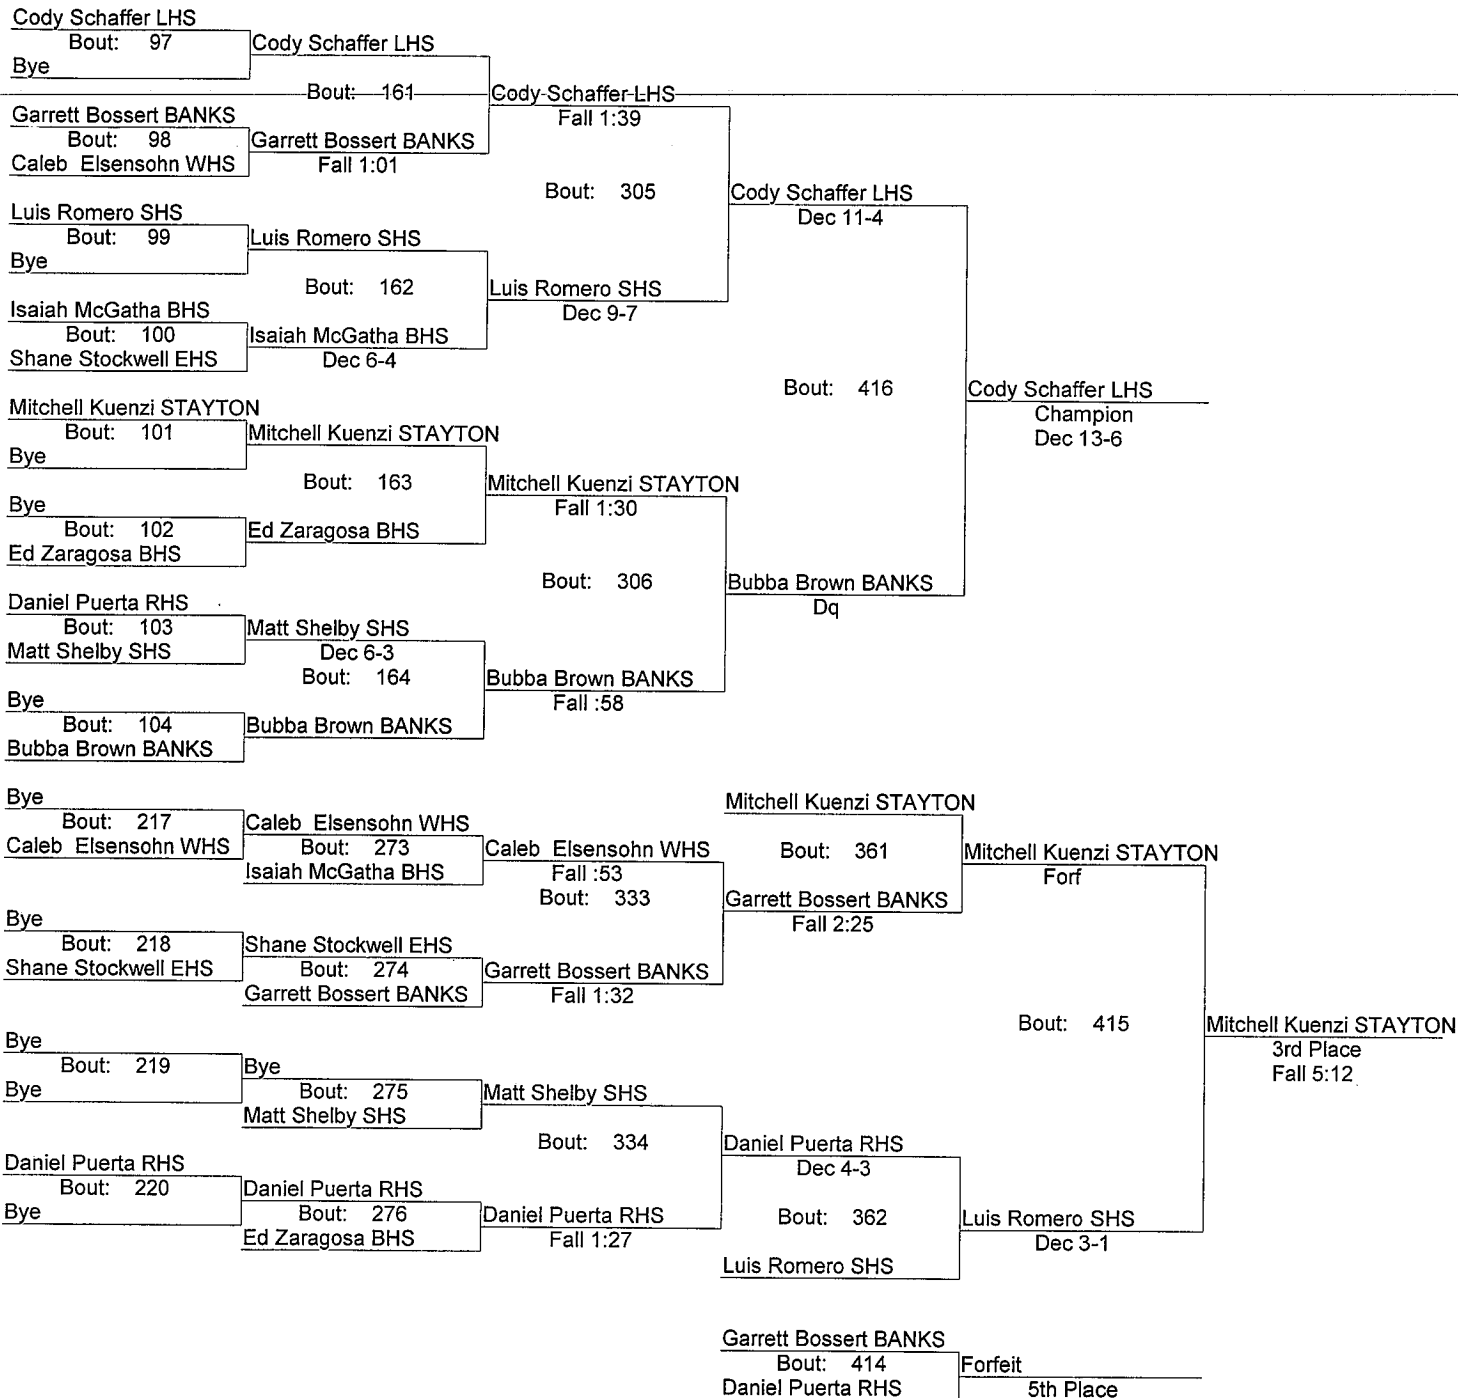 Cody Schaffer LHS
Bout: 97
Cody Schaffer LHS
Bye
Bout: 161
Cody Schaffer LHS
Garrett Bossert BANKS
Fall 1:39
Bout: 98
Garrett Bossert BANKS
Caleb Elsensohn WHS
Fall 1:01
Bout: 305
Cody Schaffer LHS
Luis Romero SHS
Dec 11-4
Bout: 99
Luis Romero SHS
Bye
Bout: 162
Luis Romero SHS
Isaiah McGatha BHS
Dec 9-7
Bout: 100
Isaiah McGatha BHS
Shane Stockwell EHS
Dec 6-4
Bout: 416
Cody Schaffer LHS
Champion
Dec 13-6
Mitchell Kuenzi STAYTON
Bout: 101
Mitchell Kuenzi STAYTON
Bye
Bout: 163
Mitchell Kuenzi STAYTON
Bye
Fall 1:30
Bout: 102
Ed Zaragosa BHS
Ed Zaragosa BHS
Bout: 306
Bubba Brown BANKS
Daniel Puerta RHS
Dq
Bout: 103
Matt Shelby SHS
Matt Shelby SHS
Dec 6-3
Bout: 164
Bubba Brown BANKS
Bye
Fall :58
Bout: 104
Bubba Brown BANKS
Bubba Brown BANKS
Bye
Mitchell Kuenzi STAYTON
Bout: 217
Caleb Elsensohn WHS
Caleb Elsensohn WHS
Bout: 273
Caleb Elsensohn WHS
Bout: 361
Mitchell Kuenzi STAYTON
Isaiah McGatha BHS
Fall :53
Forf
Bout: 333
Garrett Bossert BANKS
Bye
Fall 2:25
Bout: 218
Shane Stockwell EHS
Shane Stockwell EHS
Bout: 274
Garrett Bossert BANKS
Garrett Bossert BANKS
Fall 1:32
Bout: 415
Mitchell Kuenzi STAYTON
3rd Place
Fall 5:12
Bye
Bout: 219
Bye
Bye
Bout: 275
Matt Shelby SHS
Matt Shelby SHS
Bout: 334
Daniel Puerta RHS
Daniel Puerta RHS
Dec 4-3
Bout: 220
Daniel Puerta RHS
Bye
Bout: 276
Daniel Puerta RHS
Bout: 362
Luis Romero SHS
Ed Zaragosa BHS
Fall 1:27
Dec 3-1
Luis Romero SHS
Garrett Bossert BANKS
Bout: 414
Forfeit
Daniel Puerta RHS
5th Place